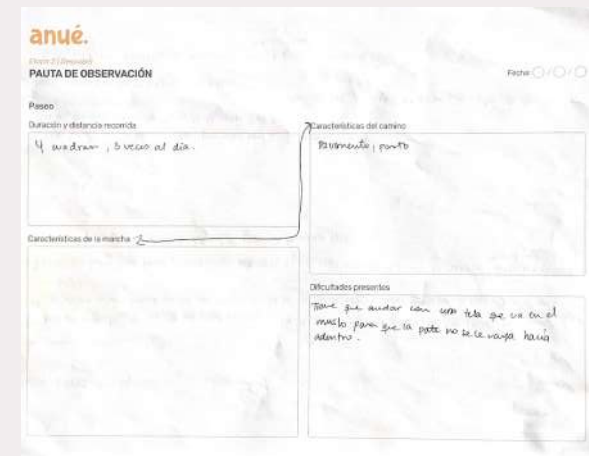 anué.
PAUTA DE OBSERVACIÓN
Fecha / /
Paseo
Duración y distancia recorrida
4 cuadras, 3 veces al día.
Características del camino
Pavimento, pasto
Características de la marcha
Dificultades presentes
Tiene que andar con una tela que va en el
muslo para que la pata no se le vaya hacia
adentro.